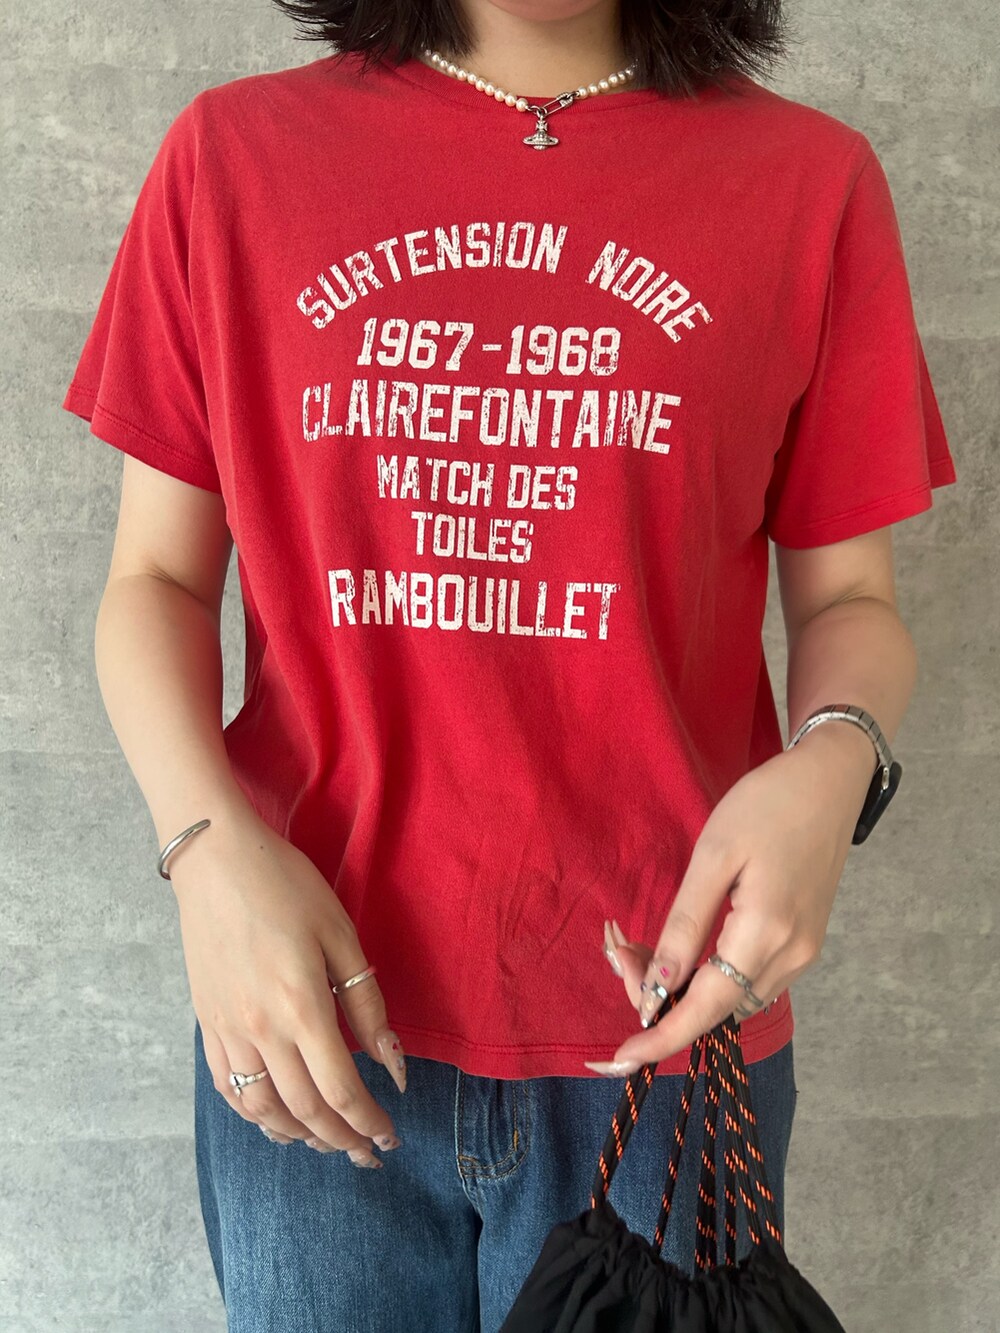 SURTENSION NOIRE
1967-1968
CLAIREFONTAINE
MATCH DES
TOILES
RAMBOUILLET